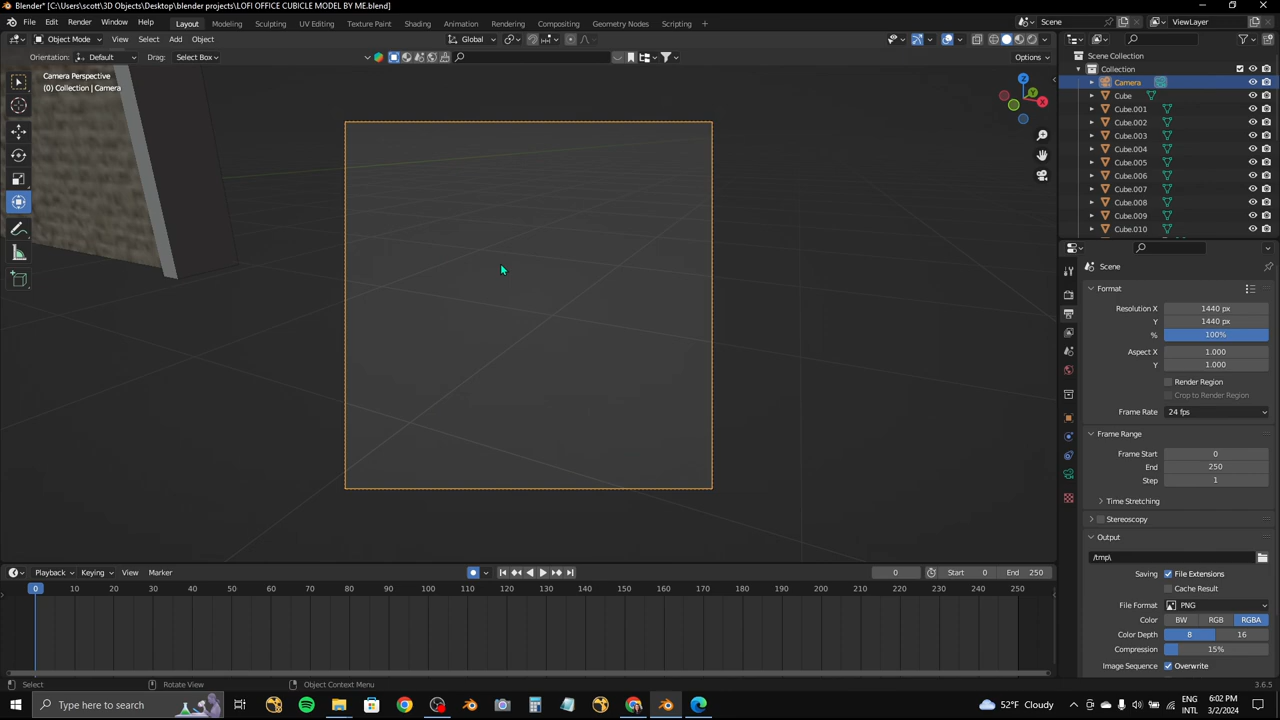 Blender* [C:\Users\scott\3D Objects\Desktop\blender projects\LOFI OFFICE CUBICLE MODEL BY ME.blend]
File Edit Render Window Help Layout Modeling Sculpting UV Editing Texture Paint Shading Animation Rendering Compositing Geometry Nodes Scripting + Scene ViewLayer
Object Mode View Select Add Object Global
Orientation: Default Drag: Select Box Options
Camera Perspective
(0) Collection | Camera
X
Y
Z
Scene Collection
Collection
Camera
Cube
Cube.001
Cube.002
Cube.003
Cube.004
Cube.005
Cube.006
Cube.007
Cube.008
Cube.009
Cube.010
Scene
Format
Resolution X 1440 px
Y 1440 px
% 100%
Aspect X 1.000
Y 1.000
Render Region
Crop to Render Region
Frame Rate 24 fps
Frame Range
Frame Start 0
End 250
Step 1
Time Stretching
Stereoscopy
Output
/tmp\
Saving File Extensions
Cache Result
File Format PNG
Color BW RGB RGBA
Color Depth 8 16
Compression 15%
Image Sequence Overwrite
Playback Keying View Marker 0 Start 0 End 250
0 10 20 30 40 50 60 70 80 90 100 110 120 130 140 150 160 170 180 190 200 210 220 230 240 250
Select Rotate View Object Context Menu 3.6.5
Type here to search 52°F Cloudy ENG INTL 6:02 PM 3/2/2024